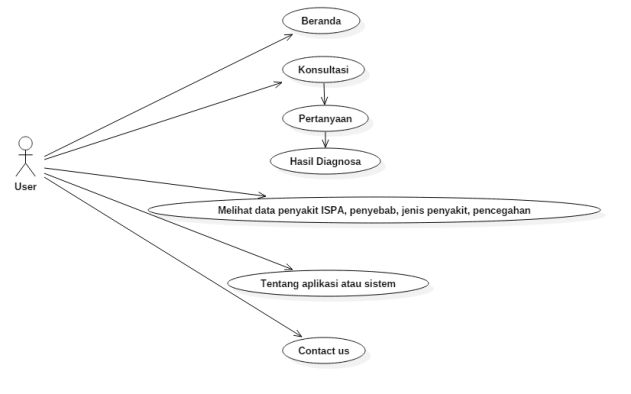 Beranda
Konsultasi
Pertanyaan
Hasil Diagnosa
User
Melihat data penyakit ISPA, penyebab, jenis penyakit, pencegahan
Tentang aplikasi atau sistem
Contact us